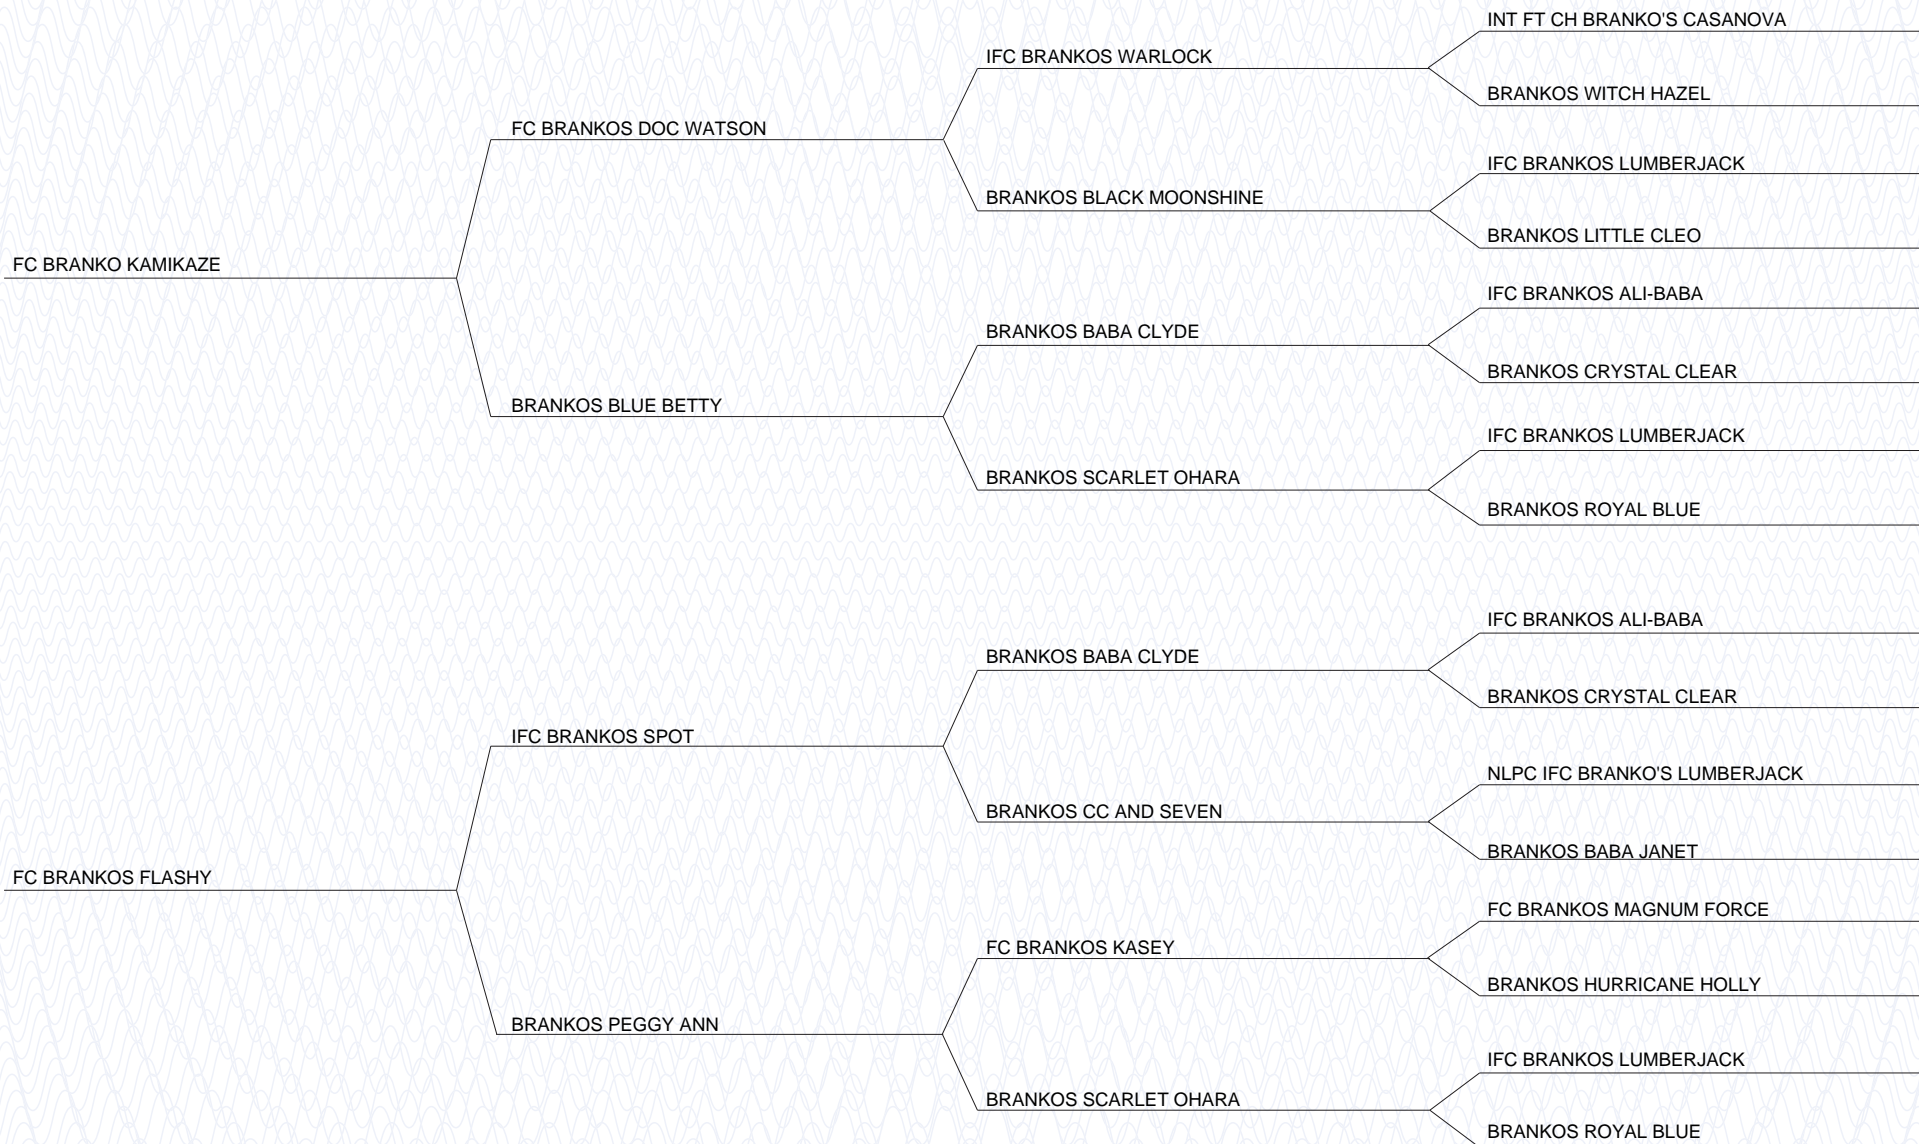 INT FT CH BRANKO'S CASANOVA
IFC BRANKOS WARLOCK
BRANKOS WITCH HAZEL
FC BRANKOS DOC WATSON
IFC BRANKOS LUMBERJACK
BRANKOS BLACK MOONSHINE
BRANKOS LITTLE CLEO
FC BRANKO KAMIKAZE
IFC BRANKOS ALI-BABA
BRANKOS BABA CLYDE
BRANKOS CRYSTAL CLEAR
BRANKOS BLUE BETTY
IFC BRANKOS LUMBERJACK
BRANKOS SCARLET OHARA
BRANKOS ROYAL BLUE
IFC BRANKOS ALI-BABA
BRANKOS BABA CLYDE
BRANKOS CRYSTAL CLEAR
IFC BRANKOS SPOT
NLPC IFC BRANKO'S LUMBERJACK
BRANKOS CC AND SEVEN
BRANKOS BABA JANET
FC BRANKOS FLASHY
FC BRANKOS MAGNUM FORCE
FC BRANKOS KASEY
BRANKOS HURRICANE HOLLY
BRANKOS PEGGY ANN
IFC BRANKOS LUMBERJACK
BRANKOS SCARLET OHARA
BRANKOS ROYAL BLUE